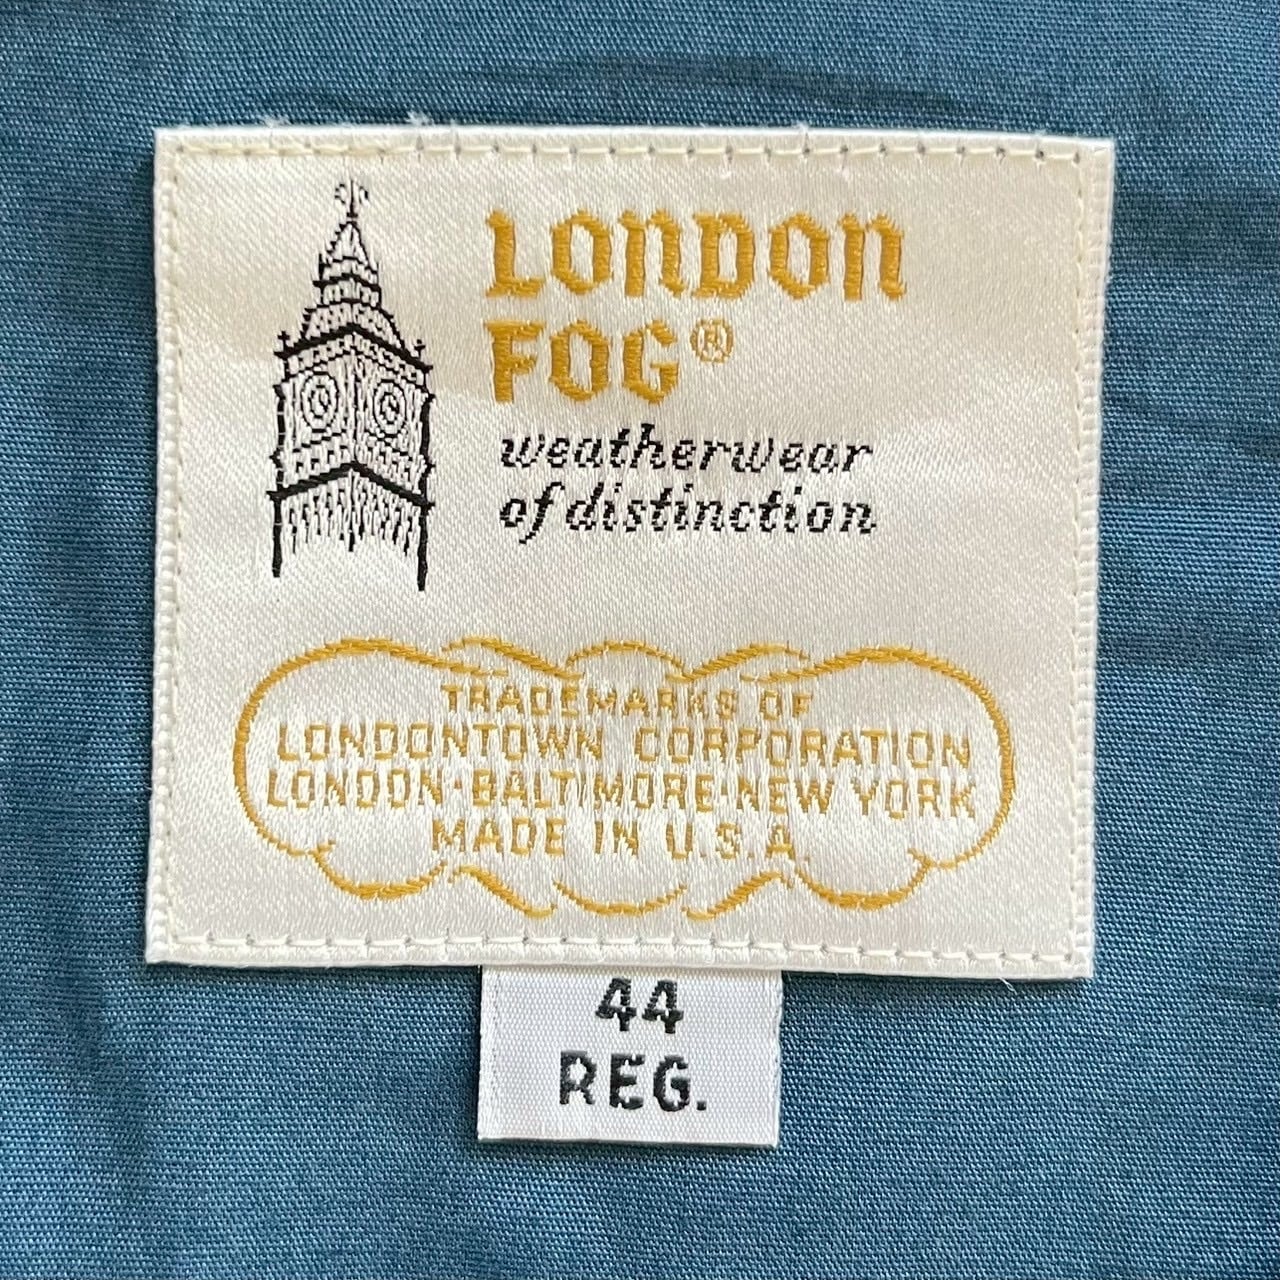 LONDON
FOG®
weatherwear
of distinction
TRADEMARKS OF
LONDONTOWN CORPORATION
LONDON·BALTIMORE·NEW YORK
MADE IN U.S.A.
44
REG.